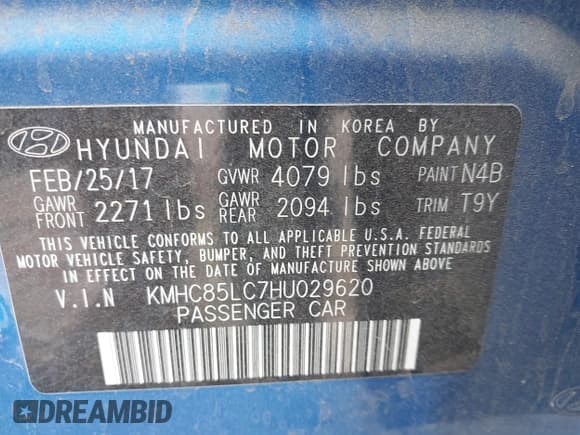 MANUFACTURED IN KOREA BY
HYUNDAI MOTOR COMPANY
FEB/25/17 GVWR 4079 lbs PAINT N4B
GAWR FRONT 2271 lbs GAWR REAR 2094 lbs TRIM T9Y
THIS VEHICLE CONFORMS TO ALL APPLICABLE U.S.A. FEDERAL
MOTOR VEHICLE SAFETY, BUMPER, AND THEFT PREVENTION STANDARDS
IN EFFECT ON THE DATE OF MANUFACTURE SHOWN ABOVE.
V.I.N KMHC85LC7HU029620
PASSENGER CAR
DREAMBID